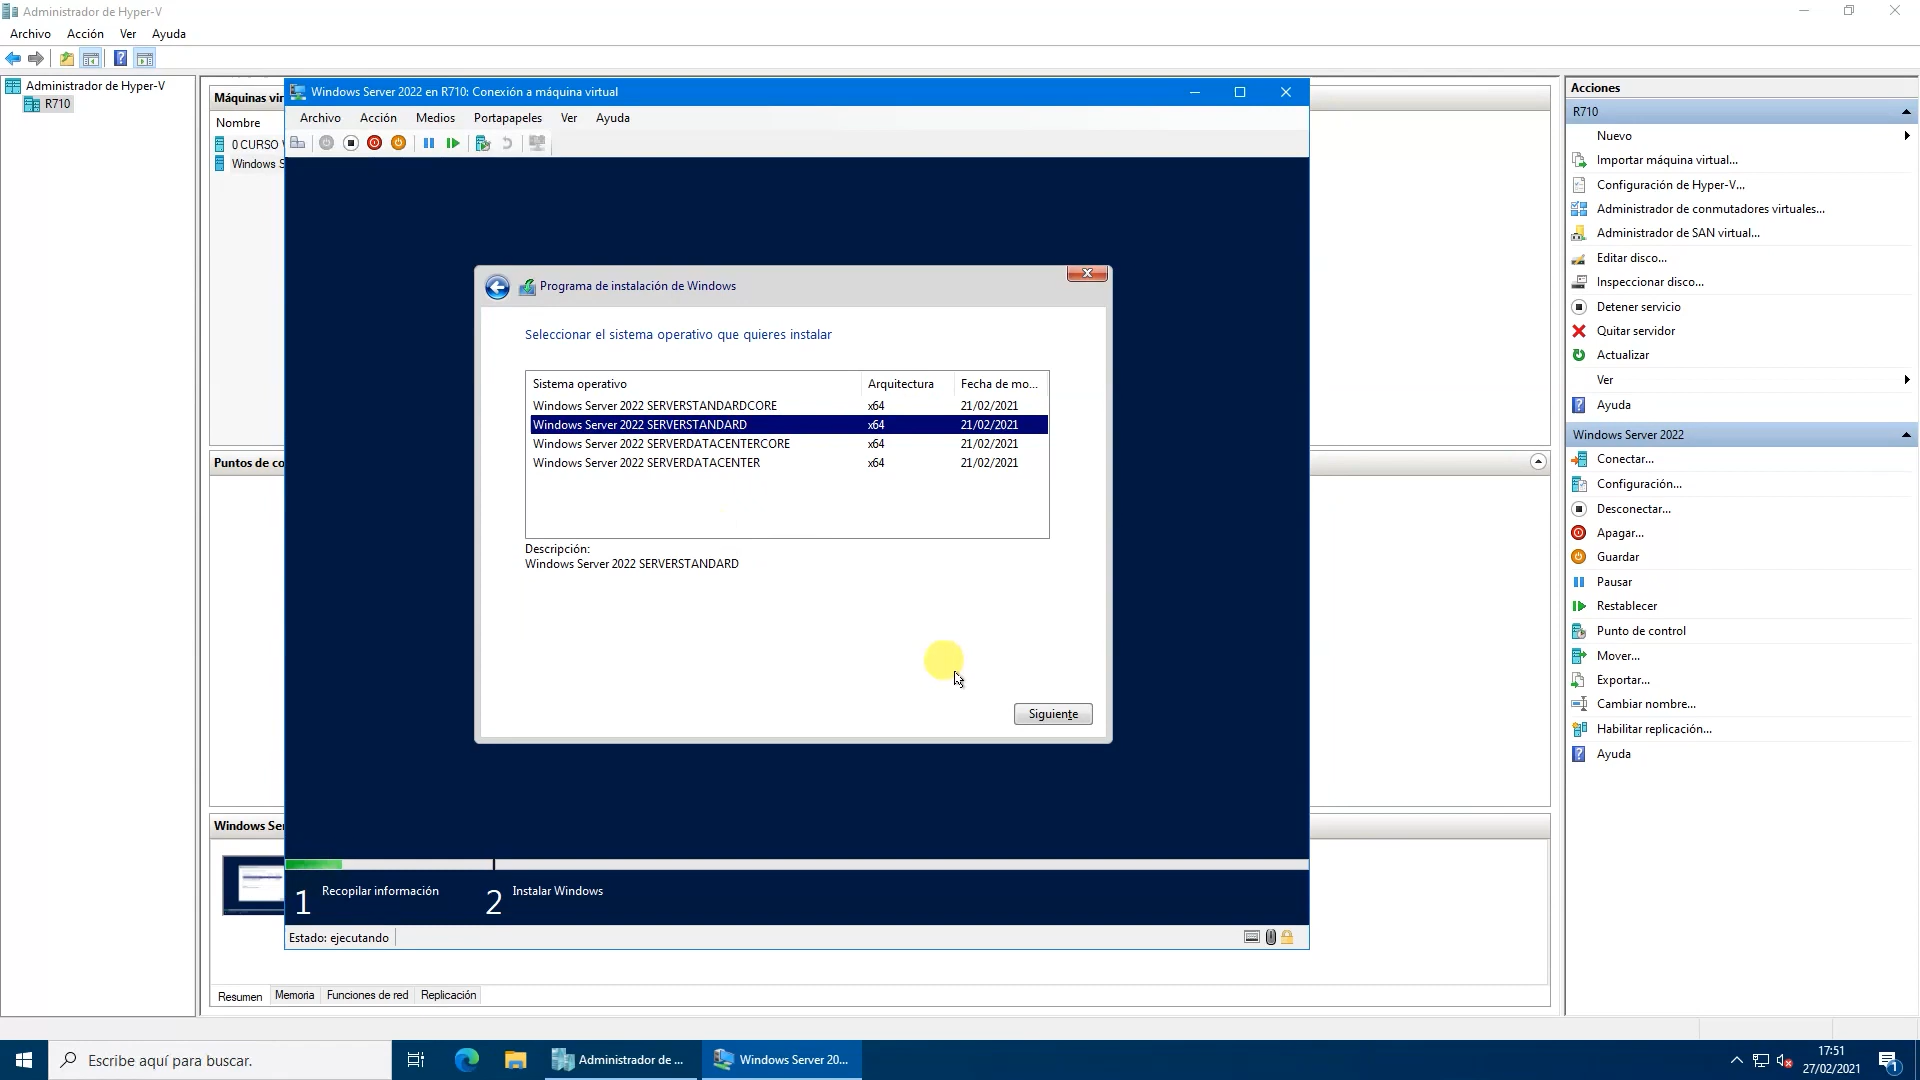 Administrador de Hyper-V
Archivo Acción Ver Ayuda
Administrador de Hyper-V
R710
Máquinas vir
Nombre
0 CURSO
Windows S
Puntos de co
Windows Ser
Windows Server 2022 en R710: Conexión a máquina virtual
Archivo Acción Medios Portapapeles Ver Ayuda
Programa de instalación de Windows
Seleccionar el sistema operativo que quieres instalar
Sistema operativo Arquitectura Fecha de mo...
Windows Server 2022 SERVERSTANDARDCORE x64 21/02/2021
Windows Server 2022 SERVERSTANDARD x64 21/02/2021
Windows Server 2022 SERVERDATACENTERCORE x64 21/02/2021
Windows Server 2022 SERVERDATACENTER x64 21/02/2021
Descripción:
Windows Server 2022 SERVERSTANDARD
Siguiente
1 Recopilar información 2 Instalar Windows
Estado: ejecutando
Resumen Memoria Funciones de red Replicación
Acciones
R710
Nuevo
Importar máquina virtual...
Configuración de Hyper-V...
Administrador de conmutadores virtuales...
Administrador de SAN virtual...
Editar disco...
Inspeccionar disco...
Detener servicio
Quitar servidor
Actualizar
Ver
Ayuda
Windows Server 2022
Conectar...
Configuración...
Desconectar...
Apagar...
Guardar
Pausar
Restablecer
Punto de control
Mover...
Exportar...
Cambiar nombre...
Habilitar replicación...
Ayuda
Escribe aquí para buscar.
Administrador de ...
Windows Server 20...
17:51
27/02/2021
1